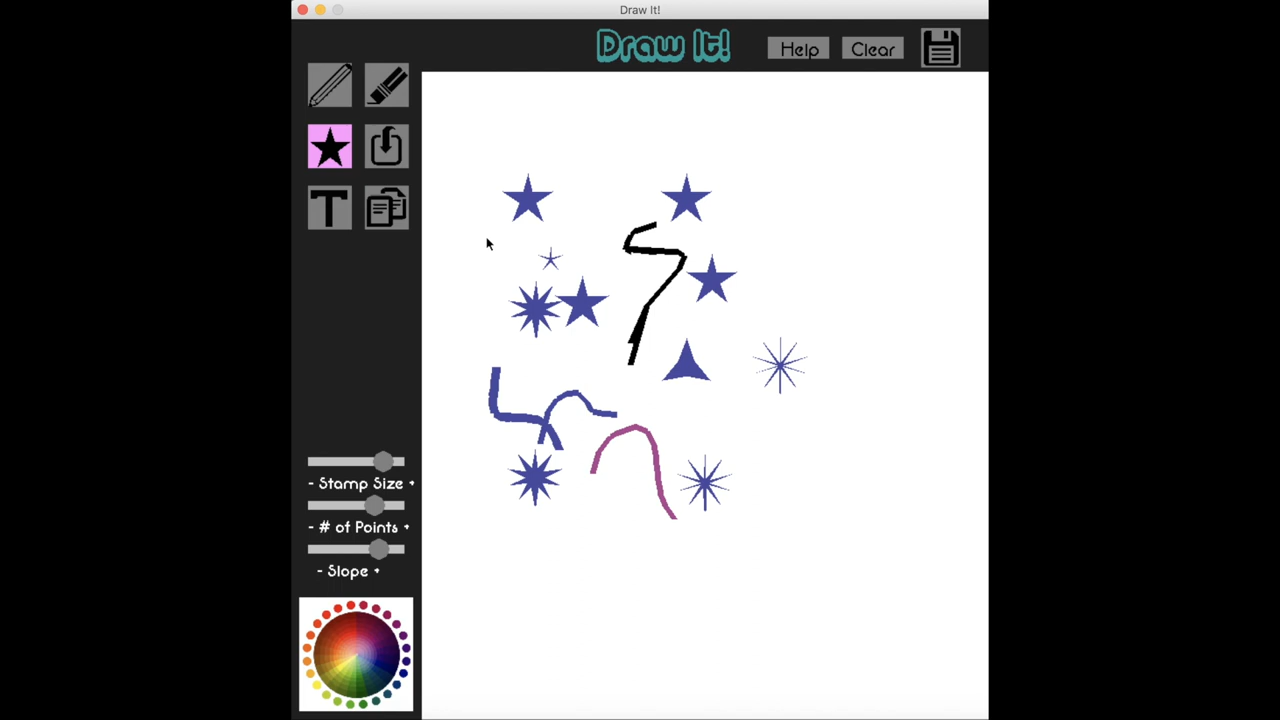 Draw It!
Draw It!
Help
Clear
T
- Stamp Size +
- # of Points +
- Slope +